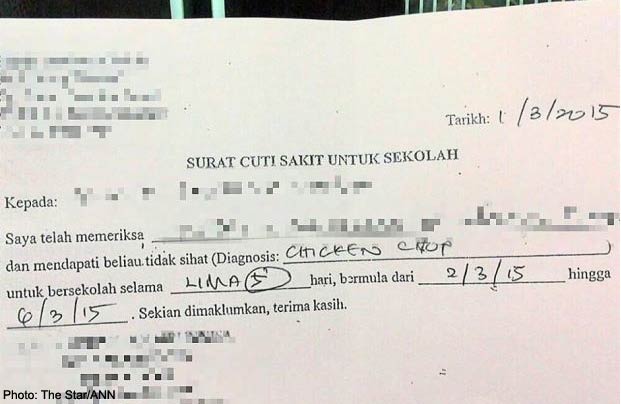 Tarikh: 1/3/2015
SURAT CUTI SAKIT UNTUK SEKOLAH
Kepada:
Saya telah memeriksa
dan mendapati beliau tidak sihat (Diagnosis: CHICKEN CHOP )
untuk bersekolah selama LIMA 5 hari, bermula dari 2/3/15 hingga
6/3/15 . Sekian dimaklumkan, terima kasih.
Photo: The Star/ANN